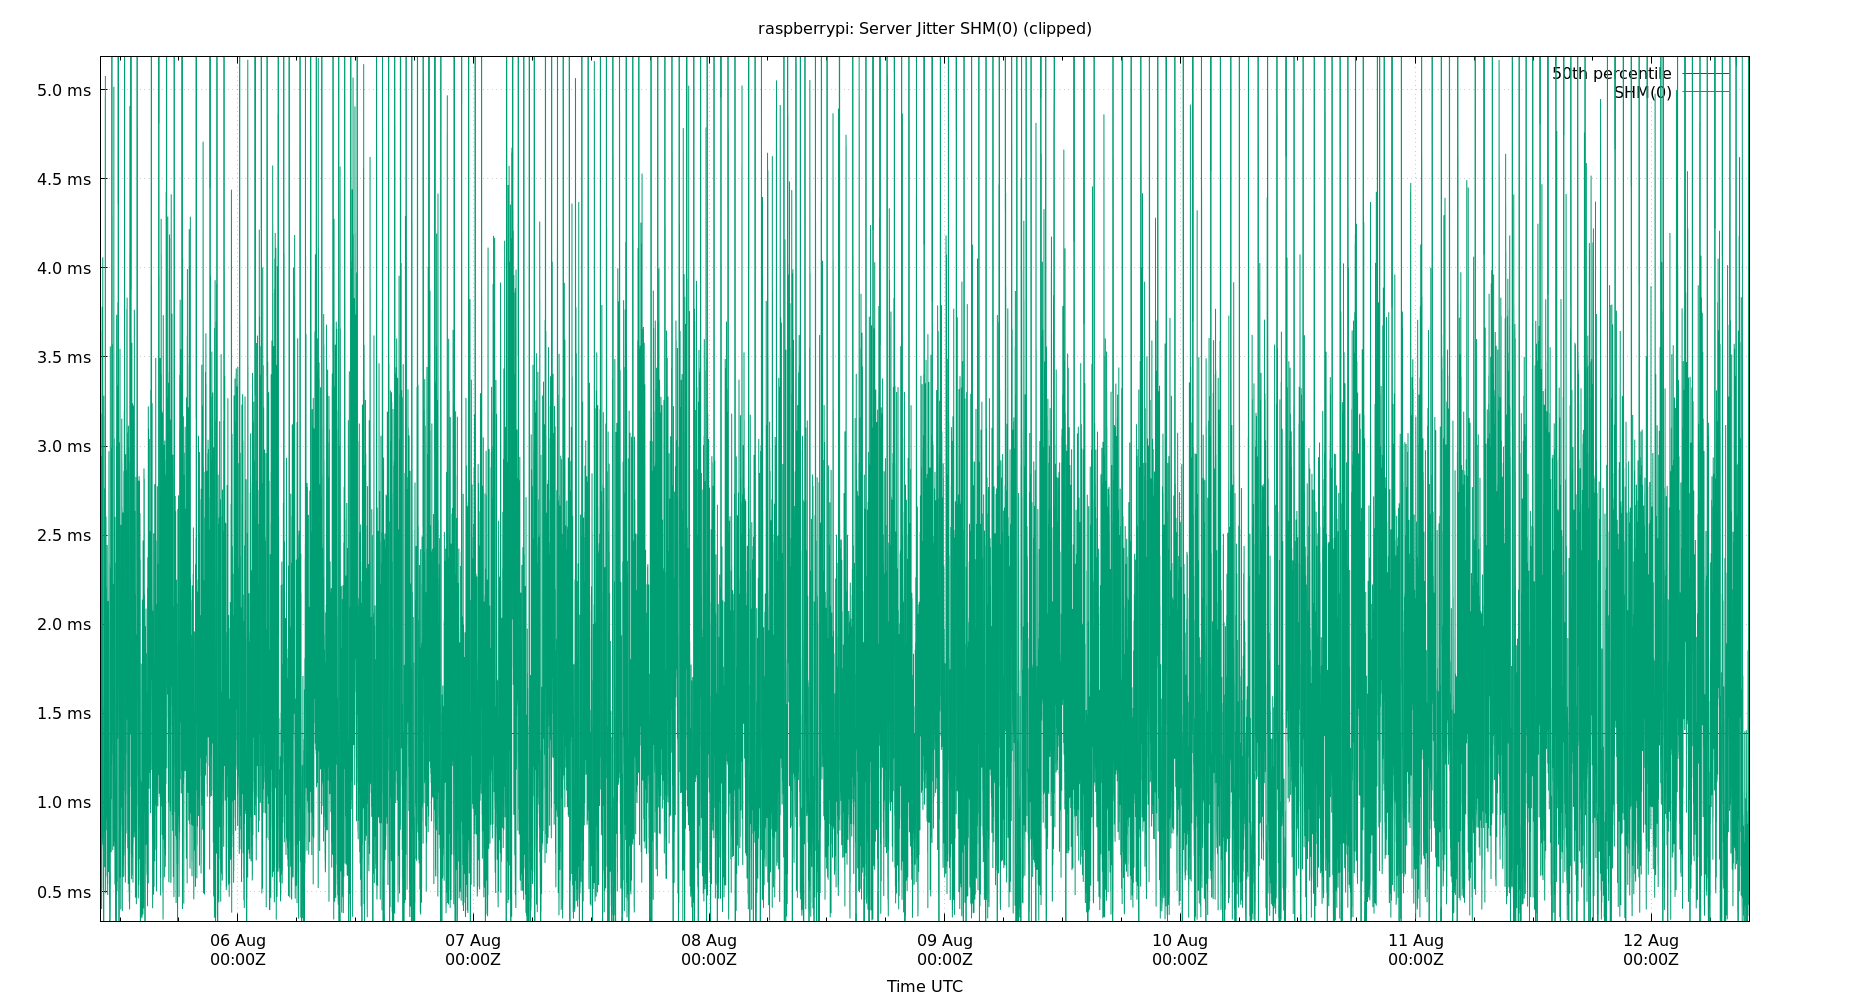 raspberrypi: Server Jitter SHM(0) (clipped)
50th percentile
SHM(0)
5.0 ms
4.5 ms
4.0 ms
3.5 ms
3.0 ms
2.5 ms
2.0 ms
1.5 ms
1.0 ms
0.5 ms
06 Aug 07 Aug 08 Aug 09 Aug 10 Aug 11 Aug 12 Aug
00:00Z 00:00Z 00:00Z 00:00Z 00:00Z 00:00Z 00:00Z
Time UTC